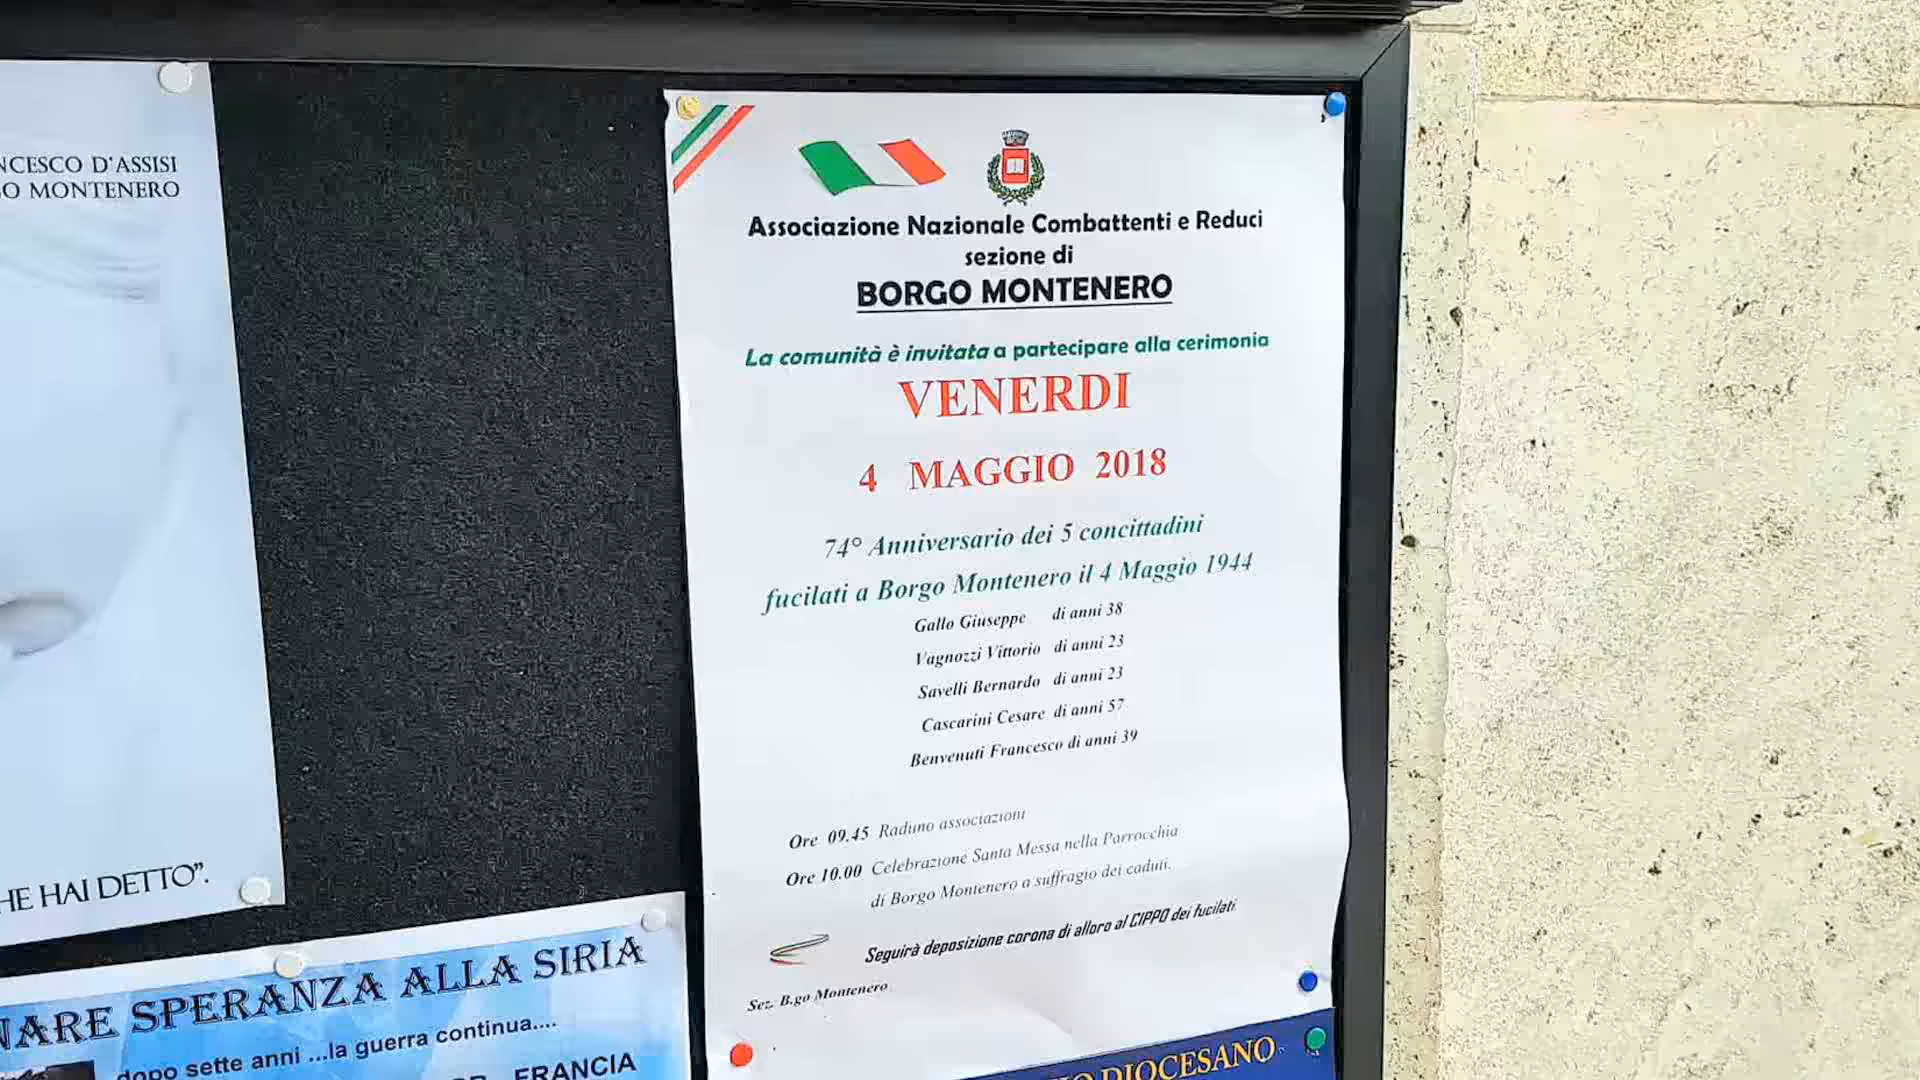 NCESCO D'ASSISI
O MONTENERO
HE HAI DETTO”.
NARE SPERANZA ALLA SIRIA
dopo sette anni ...la guerra continua....
FRANCIA
Associazione Nazionale Combattenti e Reduci
sezione di
BORGO MONTENERO
La comunità è invitata a partecipare alla cerimonia
VENERDI
4 MAGGIO 2018
74° Anniversario dei 5 concittadini
fucilati a Borgo Montenero il 4 Maggio 1944
Gallo Giuseppe di anni 38
Vagnozzi Vittorio di anni 23
Savelli Bernardo di anni 23
Cascarini Cesare di anni 57
Benvenuti Francesco di anni 39
Ore 09.45 Raduno associazioni
Ore 10.00 Celebrazione Santa Messa nella Parrocchia
di Borgo Montenero a suffragio dei caduti.
Seguirà deposizione corona di alloro al CIPPO dei fucilati
Sez. B.go Montenero
DIOCESANO